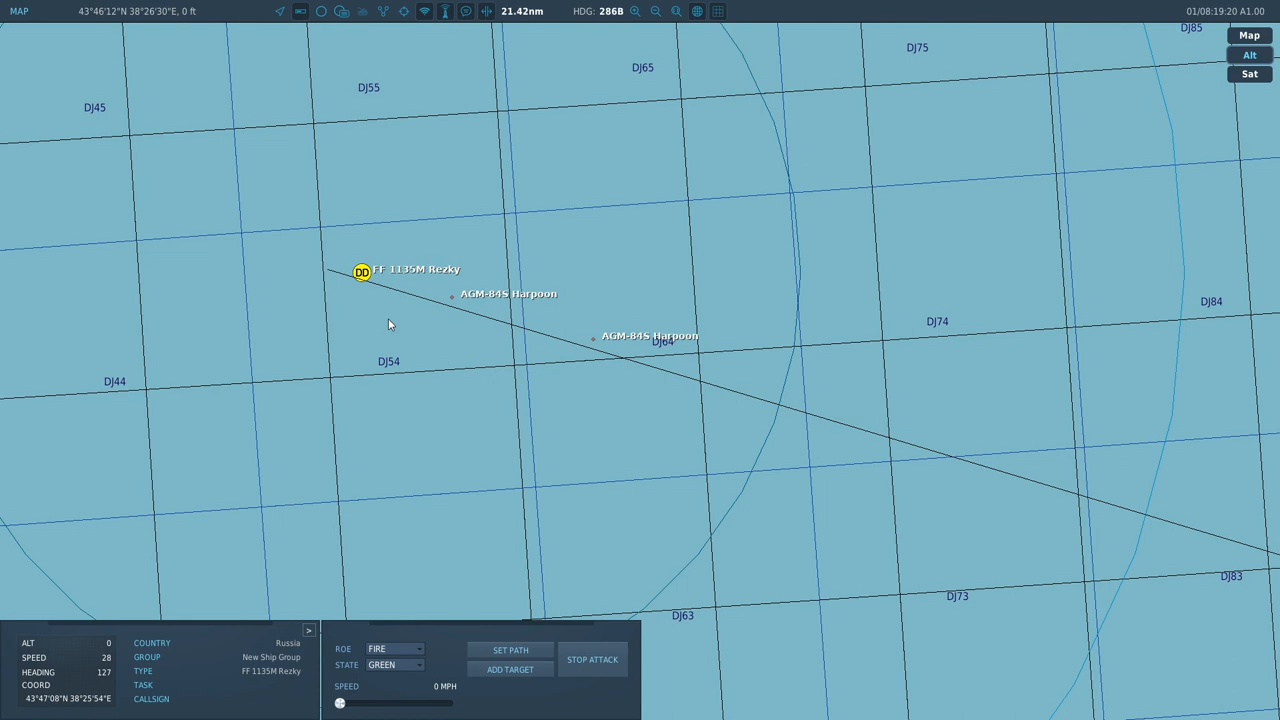 MAP 43°46'12"N 38°26'30"E, 0 ft 21.42nm HDG: 286B 01/08:19:20 A1.00
DJ85
Map
DJ75
Alt
DJ65
Sat
DJ55
DJ45
DD FF 1135M Rezky
AGM-84S Harpoon
DJ84
DJ74
AGM-84S Harpoon
DJ64
DJ54
DJ44
DJ83
DJ73
DJ63
>
ALT 0
SPEED 28
HEADING 127
COORD
43°47'08"N 38°25'54"E
COUNTRY Russia
GROUP New Ship Group
TYPE FF 1135M Rezky
TASK
CALLSIGN
ROE FIRE
STATE GREEN
SET PATH
ADD TARGET
STOP ATTACK
SPEED 0 MPH